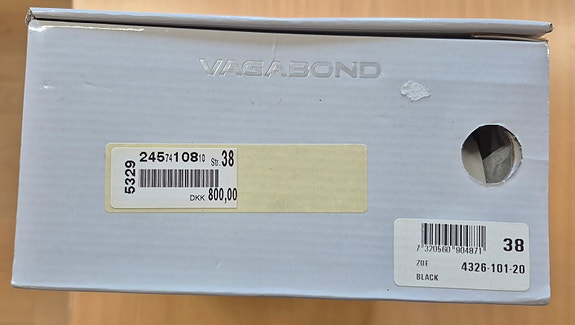 VAGABOND
5329
245 74 108 10 Str. 38
DKK 800,00
7 320560 904871
38
ZOE 4326-101-20
BLACK